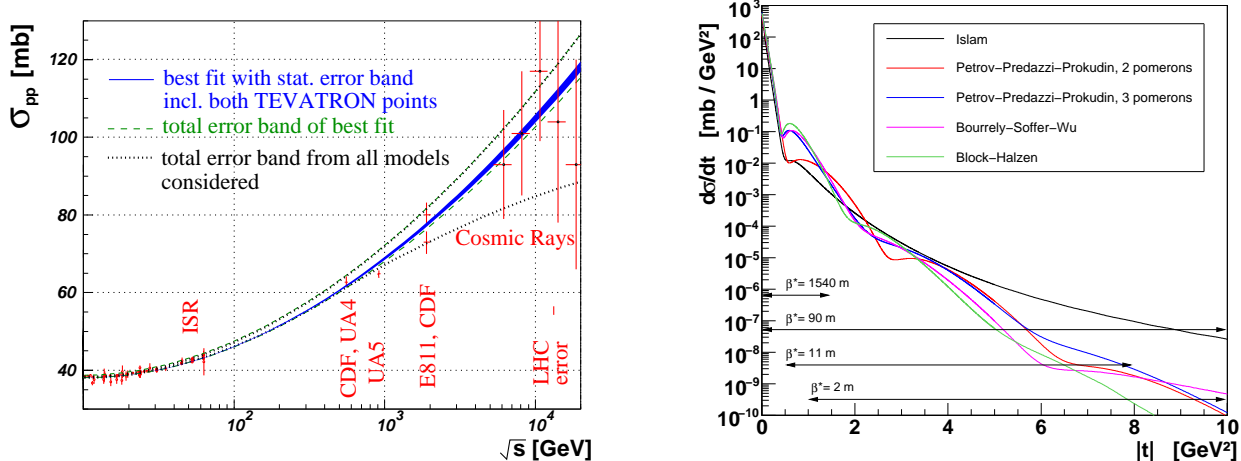 σpp [mb]
120
100
80
60
40
best fit with stat. error band
incl. both TEVATRON points
total error band of best fit
total error band from all models
considered
Cosmic Rays
ISR
CDF, UA4
UA5
E811, CDF
LHC
error
10²
10³
10⁴
√s [GeV]
dσ/dt [mb / GeV²]
10³
10²
10
1
10⁻¹
10⁻²
10⁻³
10⁻⁴
10⁻⁵
10⁻⁶
10⁻⁷
10⁻⁸
10⁻⁹
10⁻¹⁰
Islam
Petrov−Predazzi−Prokudin, 2 pomerons
Petrov−Predazzi−Prokudin, 3 pomerons
Bourrely−Soffer−Wu
Block−Halzen
β*= 1540 m
β*= 90 m
β*= 11 m
β*= 2 m
0 2 4 6 8 10
|t| [GeV²]